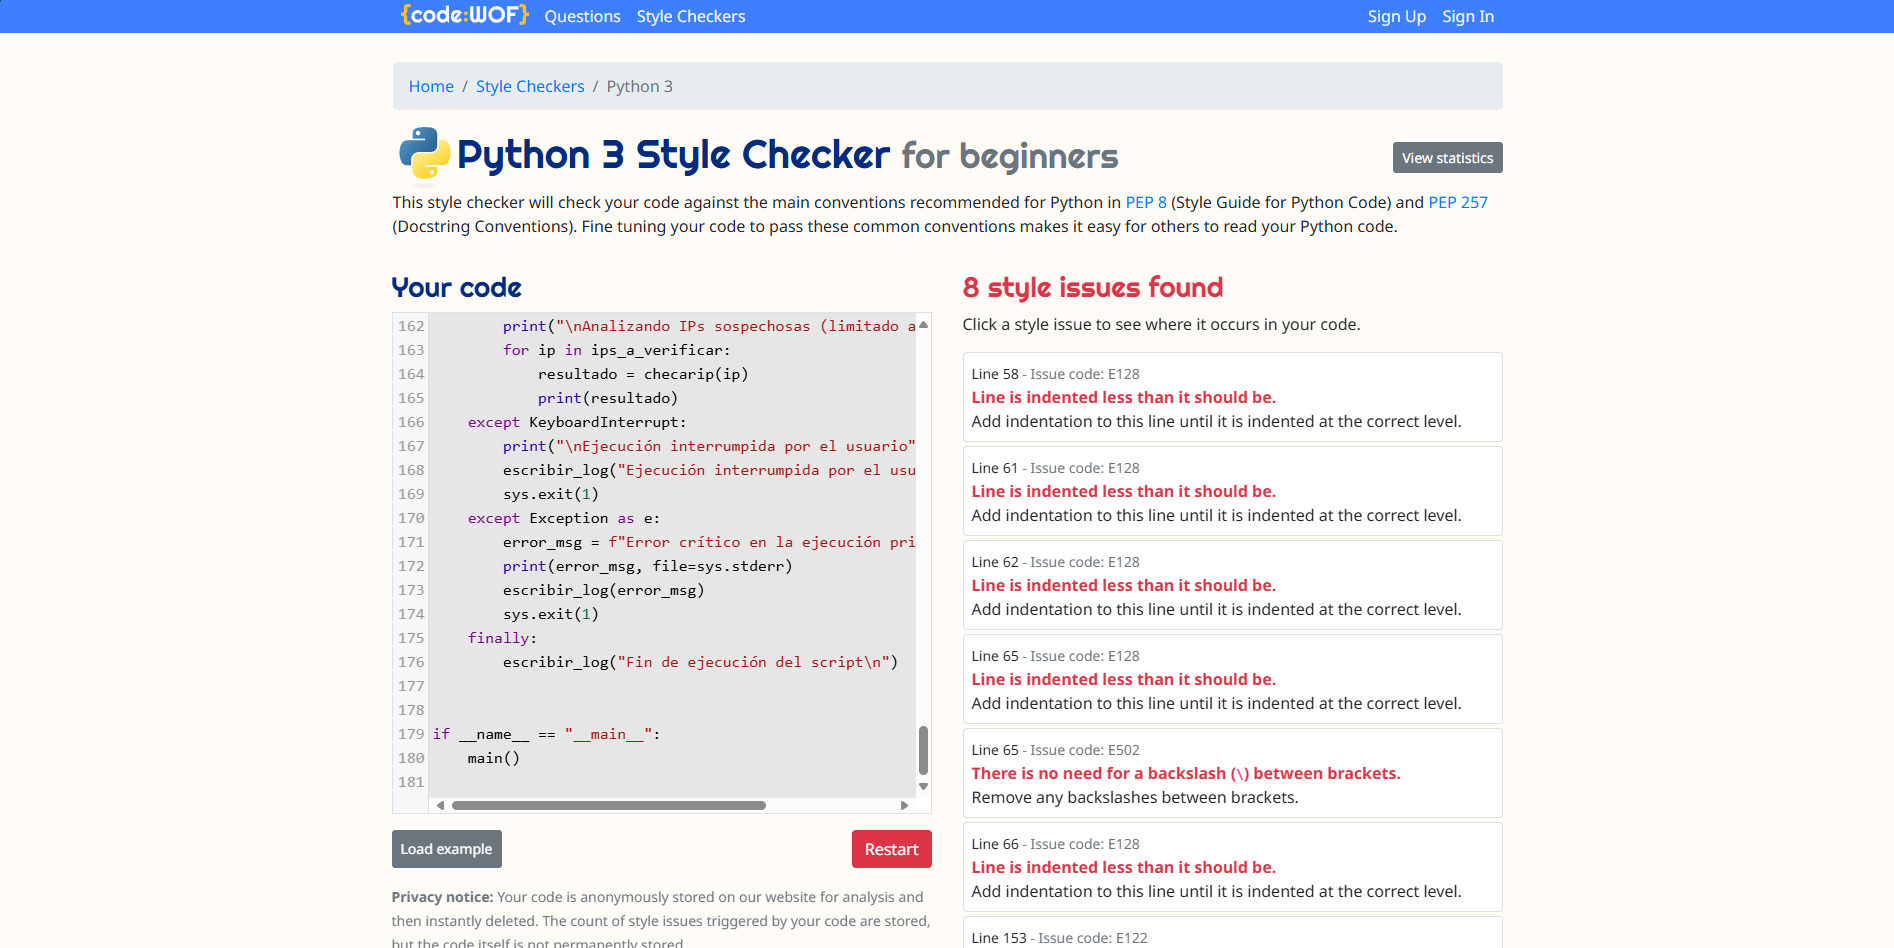 {code:WOF} Questions Style Checkers Sign Up Sign In
Home / Style Checkers / Python 3
Python 3 Style Checker for beginners
View statistics
This style checker will check your code against the main conventions recommended for Python in PEP 8 (Style Guide for Python Code) and PEP 257
(Docstring Conventions). Fine tuning your code to pass these common conventions makes it easy for others to read your Python code.
Your code
162         print("\nAnalizando IPs sospechosas (limitado a
163         for ip in ips_a_verificar:
164             resultado = checarip(ip)
165             print(resultado)
166     except KeyboardInterrupt:
167         print("\nEjecución interrumpida por el usuario"
168         escribir_log("Ejecución interrumpida por el usu
169         sys.exit(1)
170     except Exception as e:
171         error_msg = f"Error crítico en la ejecución pri
172         print(error_msg, file=sys.stderr)
173         escribir_log(error_msg)
174         sys.exit(1)
175     finally:
176         escribir_log("Fin de ejecución del script\n")
177
178
179 if __name__ == "__main__":
180     main()
181
Load example
Restart
Privacy notice: Your code is anonymously stored on our website for analysis and
then instantly deleted. The count of style issues triggered by your code are stored,
but the code itself is not permanently stored.
8 style issues found
Click a style issue to see where it occurs in your code.
Line 58 - Issue code: E128
Line is indented less than it should be.
Add indentation to this line until it is indented at the correct level.
Line 61 - Issue code: E128
Line is indented less than it should be.
Add indentation to this line until it is indented at the correct level.
Line 62 - Issue code: E128
Line is indented less than it should be.
Add indentation to this line until it is indented at the correct level.
Line 65 - Issue code: E128
Line is indented less than it should be.
Add indentation to this line until it is indented at the correct level.
Line 65 - Issue code: E502
There is no need for a backslash (\) between brackets.
Remove any backslashes between brackets.
Line 66 - Issue code: E128
Line is indented less than it should be.
Add indentation to this line until it is indented at the correct level.
Line 153 - Issue code: E122